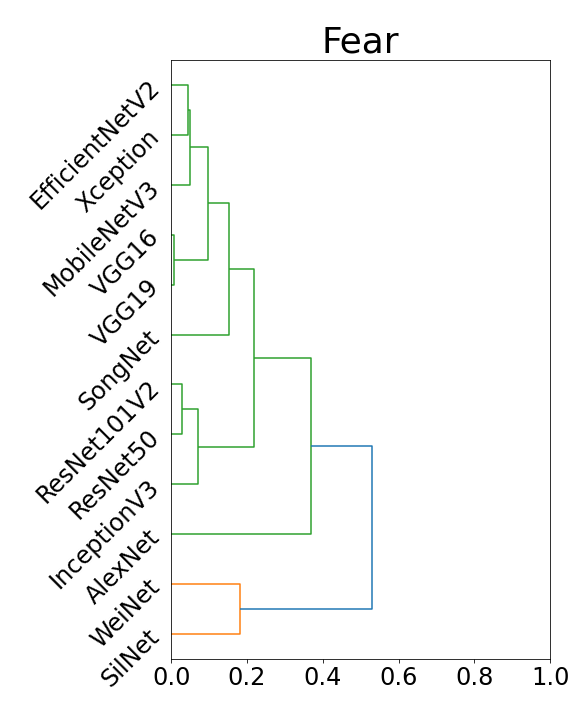 Fear
EfficientNetV2
Xception
MobileNetV3
VGG16
VGG19
SongNet
ResNet101V2
ResNet50
InceptionV3
AlexNet
WeiNet
SilNet
0.0 0.2 0.4 0.6 0.8 1.0